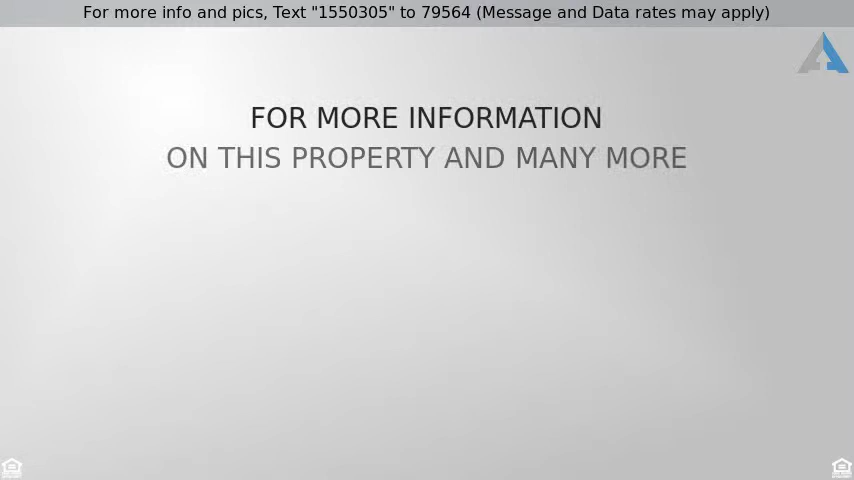 For more info and pics, Text "1550305" to 79564 (Message and Data rates may apply)
FOR MORE INFORMATION
ON THIS PROPERTY AND MANY MORE